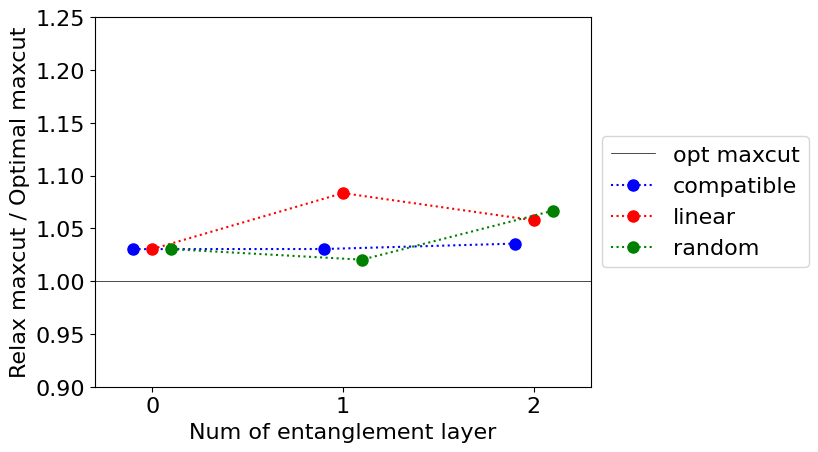 Relax maxcut / Optimal maxcut
1.25
1.20
1.15
1.10
1.05
1.00
0.95
0.90
0 1 2
Num of entanglement layer
opt maxcut
compatible
linear
random